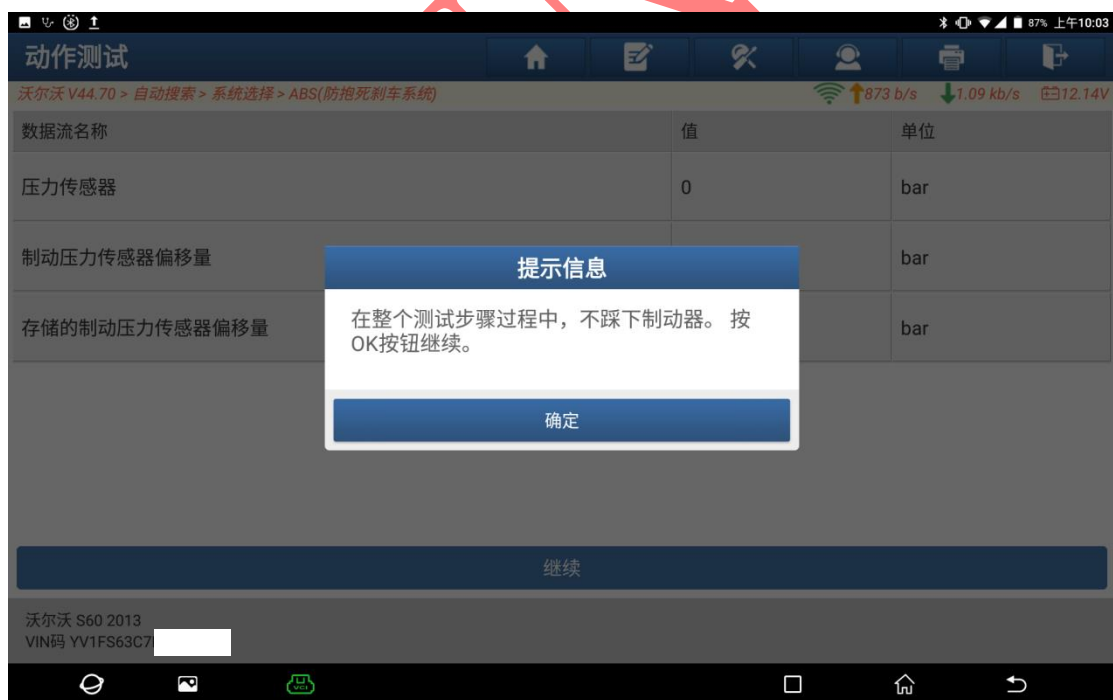 87% 上午10:03
动作测试
沃尔沃 V44.70 > 自动搜索 > 系统选择 > ABS(防抱死刹车系统) 873 b/s 1.09 kb/s 12.14V
数据流名称 值 单位
压力传感器 0 bar
制动压力传感器偏移量 bar
存储的制动压力传感器偏移量 bar
提示信息
在整个测试步骤过程中，不踩下制动器。 按
OK按钮继续。
确定
继续
沃尔沃 S60 2013
VIN码 YV1FS63C7
VCI